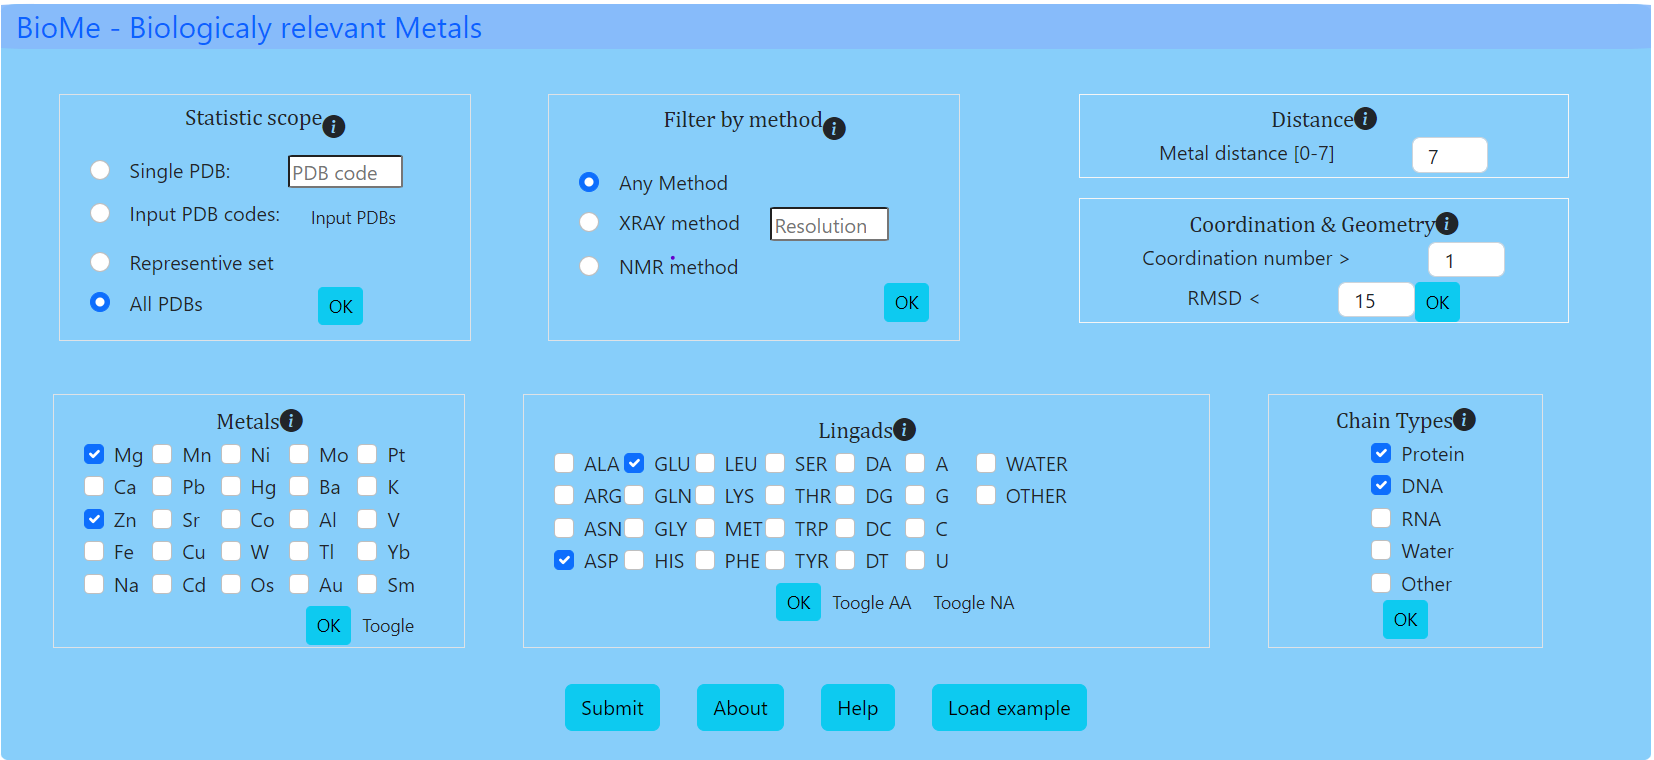 BioMe - Biologicaly relevant Metals
Statistic scope
Single PDB: PDB code
Input PDB codes: Input PDBs
Representive set
All PDBs OK
Filter by method
Any Method
XRAY method Resolution
NMR method
OK
Distance
Metal distance [0-7] 7
Coordination & Geometry
Coordination number > 1
RMSD < 15 OK
Metals
Mg Mn Ni Mo Pt
Ca Pb Hg Ba K
Zn Sr Co Al V
Fe Cu W Tl Yb
Na Cd Os Au Sm
OK Toogle
Lingads
ALA GLU LEU SER DA A WATER
ARG GLN LYS THR DG G OTHER
ASN GLY MET TRP DC C
ASP HIS PHE TYR DT U
OK Toogle AA Toogle NA
Chain Types
Protein
DNA
RNA
Water
Other
OK
Submit About Help Load example